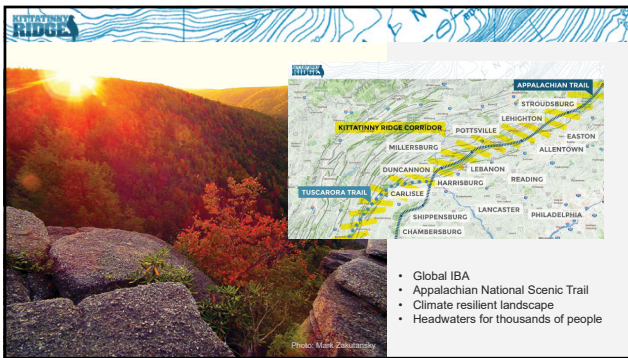 KITTATINNY
RIDGE
KITTATINNY
RIDGE
APPALACHIAN TRAIL
STROUDSBURG
LEHIGHTON
KITTATINNY RIDGE CORRIDOR
POTTSVILLE
EASTON
MILLERSBURG
ALLENTOWN
DUNCANNON
LEBANON
READING
TUSCARORA TRAIL
CARLISLE
HARRISBURG
LANCASTER
SHIPPENSBURG
PHILADELPHIA
CHAMBERSBURG
• Global IBA
• Appalachian National Scenic Trail
• Climate resilient landscape
• Headwaters for thousands of people
Photo: Mark Zakutansky